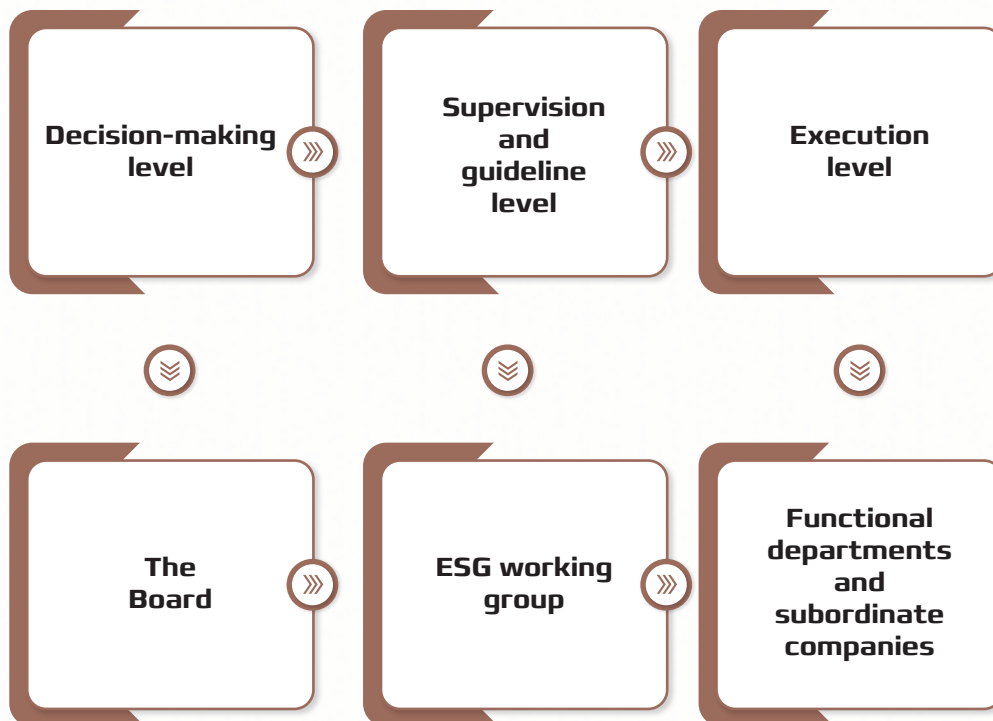 Decision-making
level
Supervision
and
guideline
level
Execution
level
The
Board
ESG working
group
Functional
departments
and
subordinate
companies